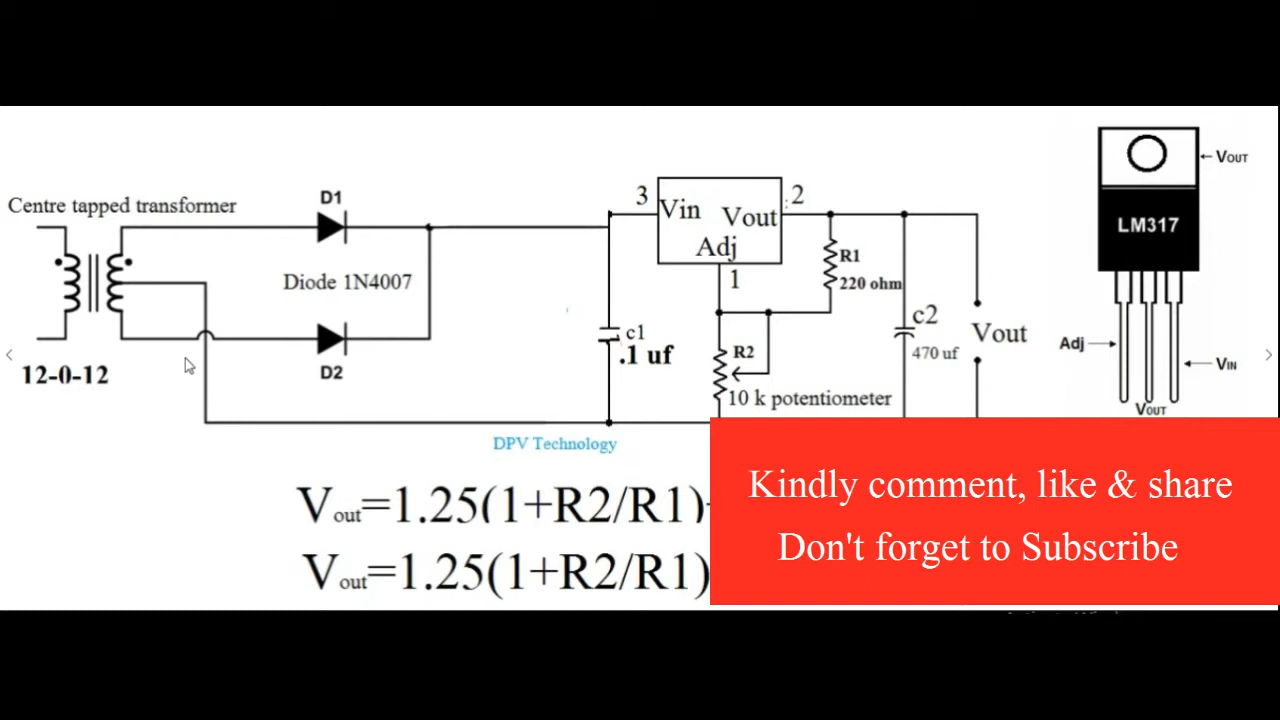 Centre tapped transformer
12-0-12
D1
Diode 1N4007
D2
c1
.1 uf
3
Vin
Vout
Adj
2
1
R1
220 ohm
R2
10 k potentiometer
c2
470 uf
Vout
VOUT
LM317
Adj
VIN
VOUT
DPV Technology
Vout=1.25(1+R2/R1)
Vout=1.25(1+R2/R1)
Kindly comment, like & share
Don't forget to Subscribe